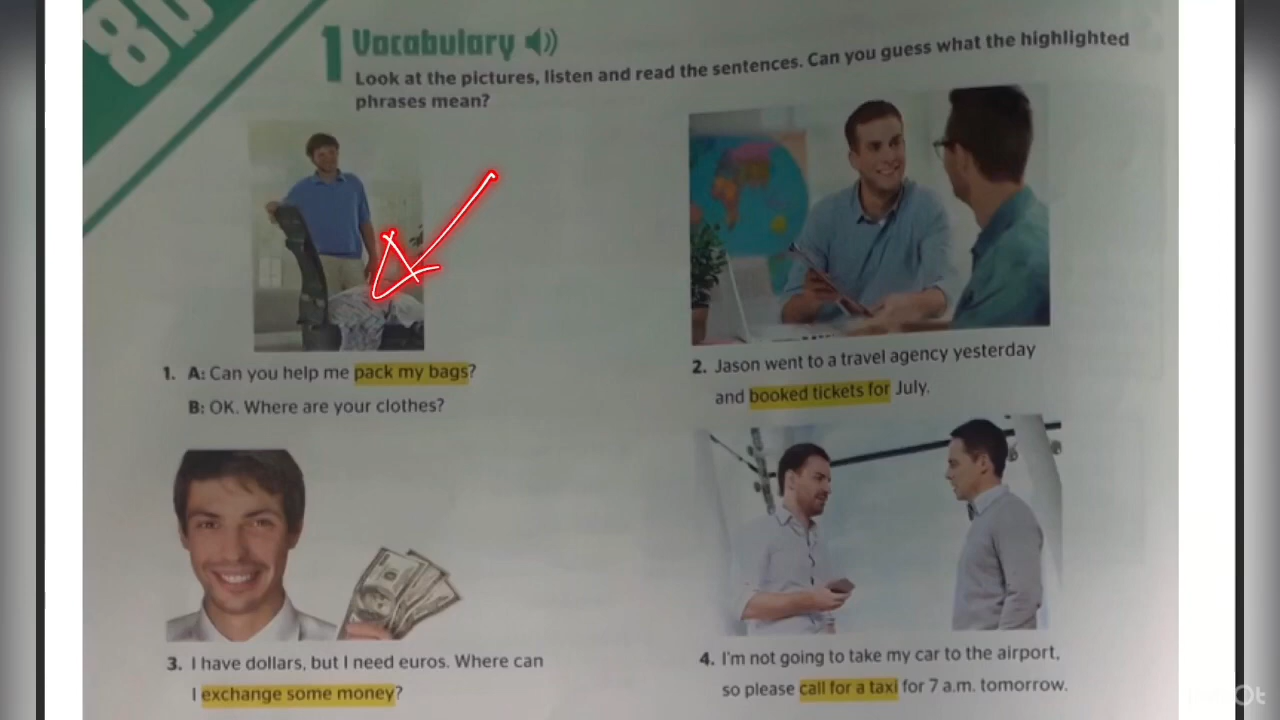 8b
1 Vocabulary
Look at the pictures, listen and read the sentences. Can you guess what the highlighted
phrases mean?
1. A: Can you help me pack my bags?
B: OK. Where are your clothes?
2. Jason went to a travel agency yesterday
and booked tickets for July.
3. I have dollars, but I need euros. Where can
I exchange some money?
4. I'm not going to take my car to the airport,
so please call for a taxi for 7 a.m. tomorrow.